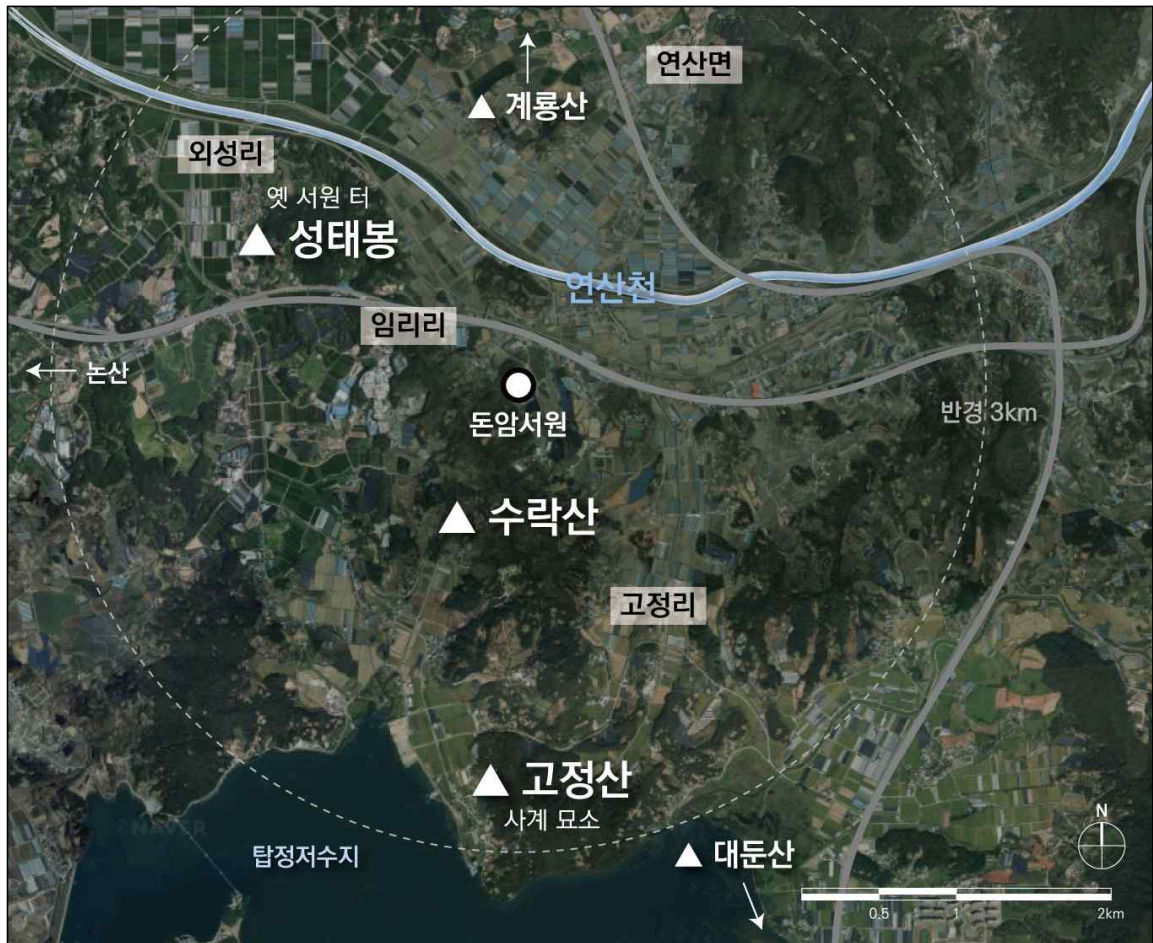 연산면
계룡산
외성리
옛 서원 터
성태봉
연산천
임리리
논산
돈암서원
반경 3km
수락산
고정리
고정산
사계 묘소
NAVER
탑정저수지
대둔산
N
0.5 1 2km